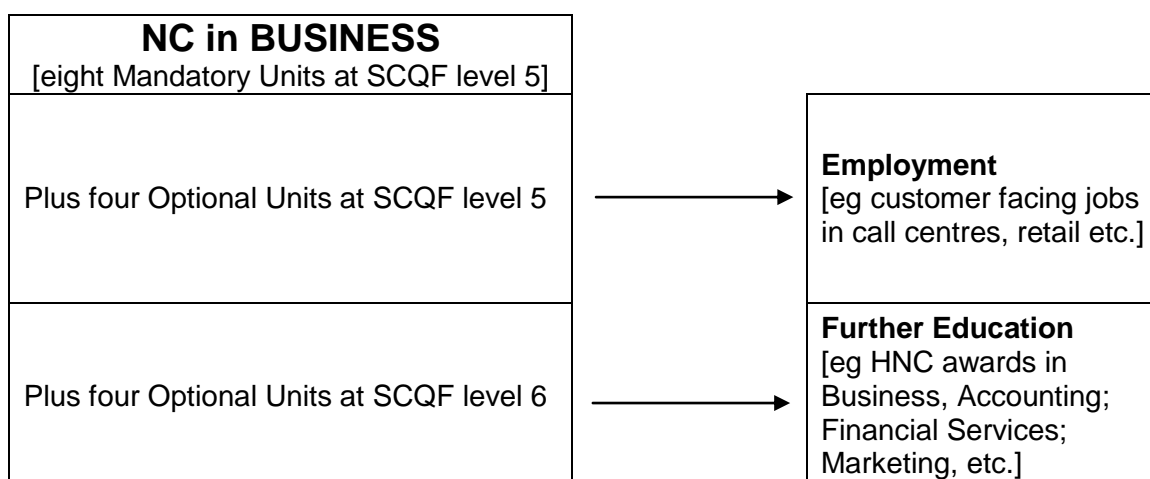 NC in BUSINESS
[eight Mandatory Units at SCQF level 5]
Plus four Optional Units at SCQF level 5
Employment
[eg customer facing jobs
in call centres, retail etc.]
Plus four Optional Units at SCQF level 6
Further Education
[eg HNC awards in
Business, Accounting;
Financial Services;
Marketing, etc.]